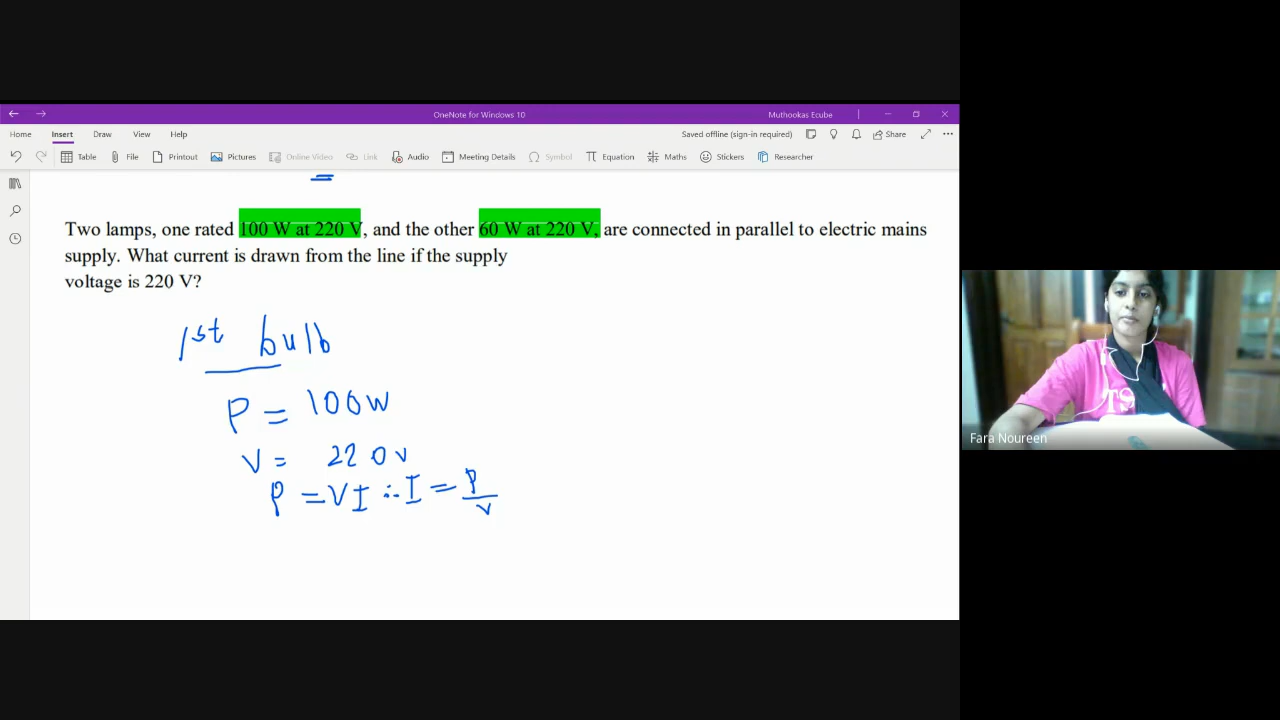 OneNote for Windows 10
Muthookas Ecube
Home Insert Draw View Help
Saved offline (sign-in required) Share
Table File Printout Pictures Online Video Link Audio Meeting Details Symbol Equation Maths Stickers Researcher
Two lamps, one rated 100 W at 220 V, and the other 60 W at 220 V, are connected in parallel to electric mains
supply. What current is drawn from the line if the supply
voltage is 220 V?
1st bulb
P = 100W
V = 220 v
P = VI ∴ I = P/V
T9
Fara Noureen